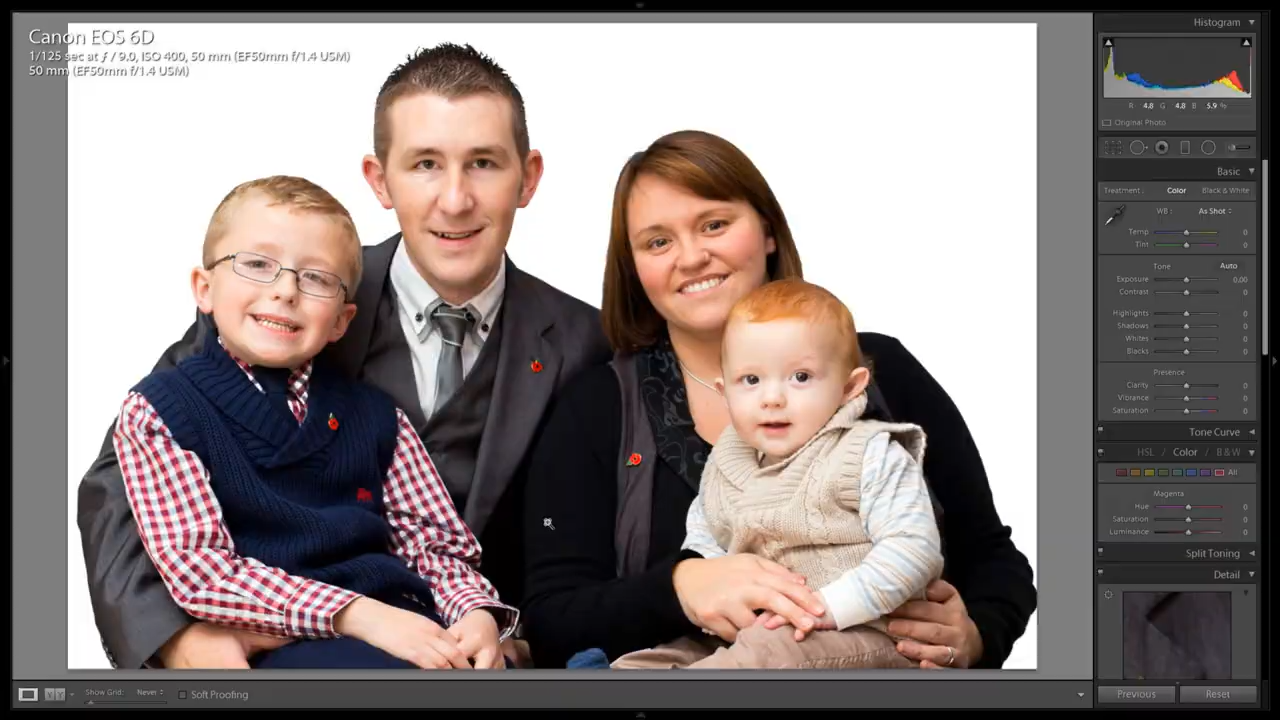 Canon EOS 6D
1/125 sec at ƒ / 9.0, ISO 400, 50 mm (EF50mm f/1.4 USM)
50 mm (EF50mm f/1.4 USM)
Histogram
R 4.8 G 4.8 B 5.9 %
Original Photo
Basic
Treatment : Color Black & White
WB : As Shot
Temp 0
Tint 0
Tone Auto
Exposure 0.00
Contrast 0
Highlights 0
Shadows 0
Whites 0
Blacks 0
Presence
Clarity 0
Vibrance 0
Saturation 0
Tone Curve
HSL / Color / B & W
All
Magenta
Hue 0
Saturation 0
Luminance 0
Split Toning
Detail
Show Grid: Never Soft Proofing
Previous Reset